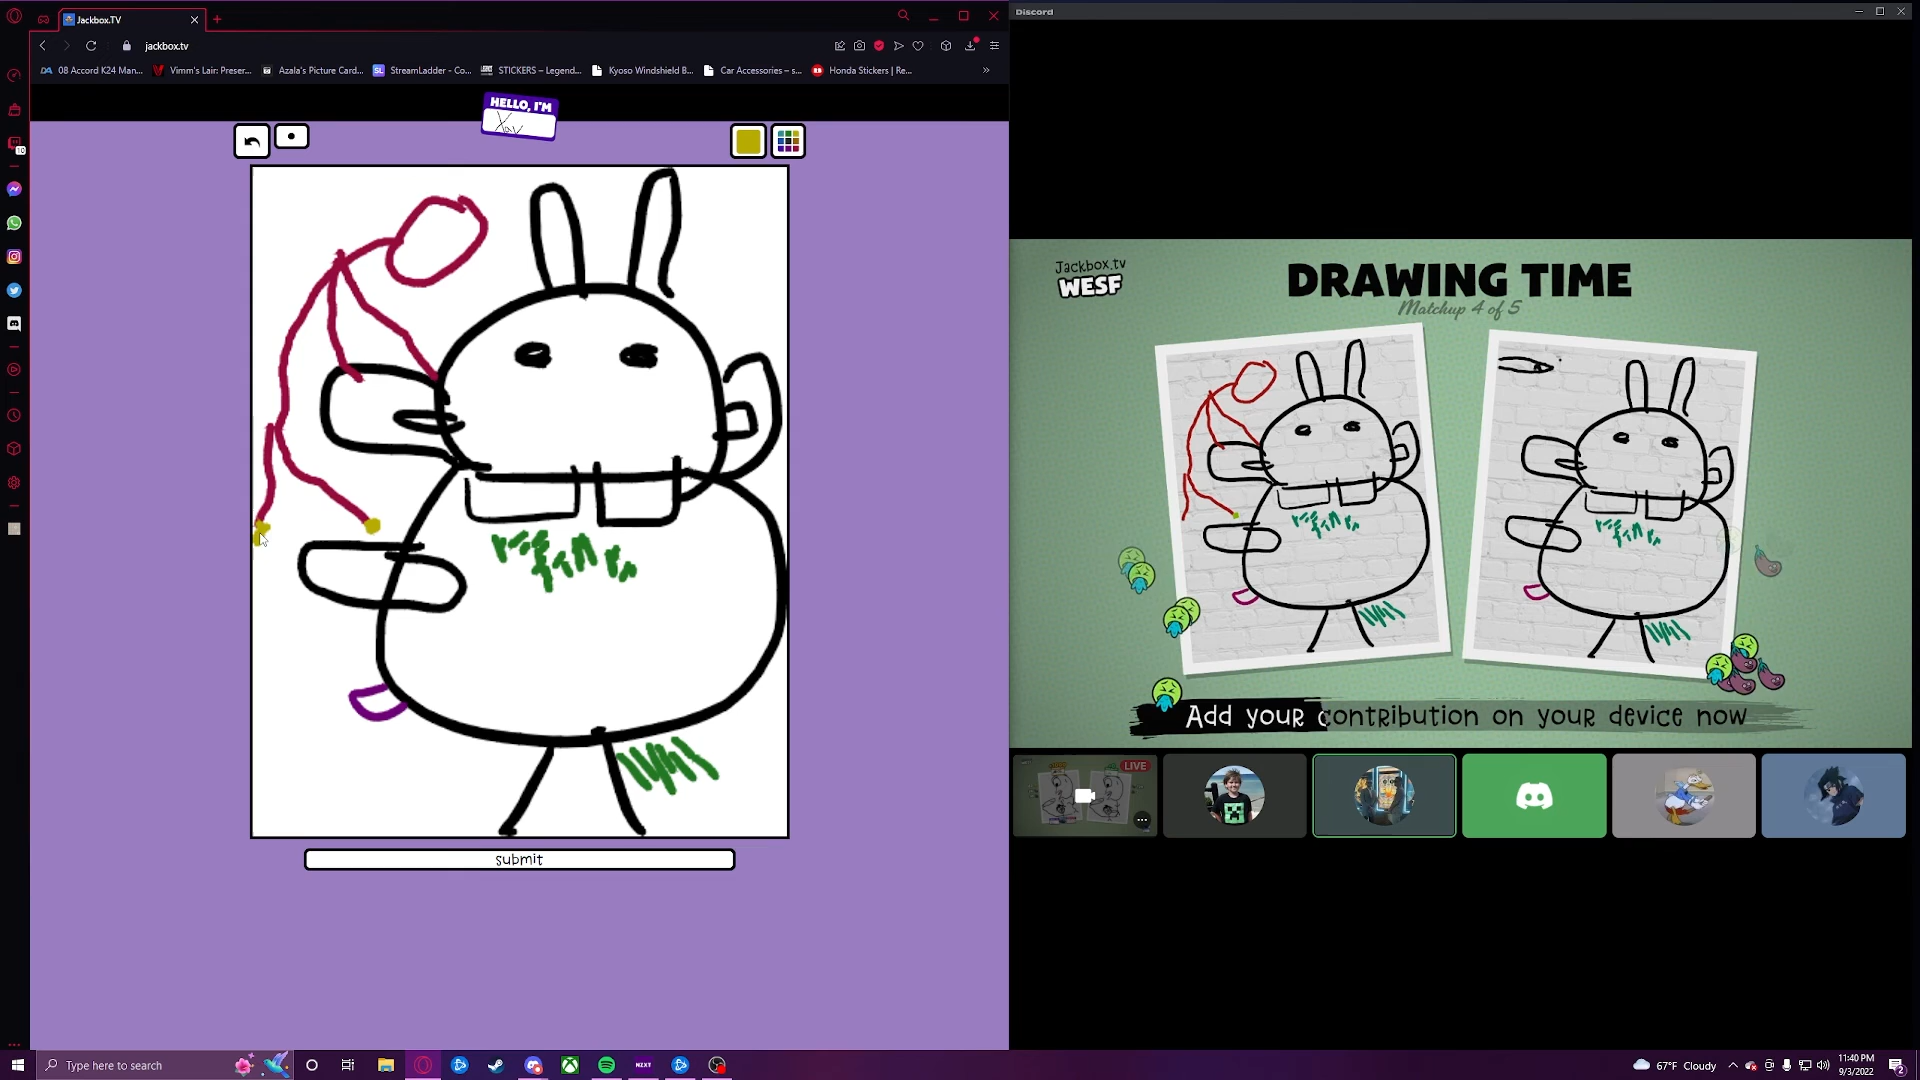 Jackbox.TV
Discord
jackbox.tv
08 Accord K24 Man...
Vimm's Lair: Preser...
Azala's Picture Card...
StreamLadder - Co...
STICKERS – Legend...
Kyoso Windshield B...
Car Accessories – s...
Honda Stickers | Re...
HELLO, I'M
Xav
Jackbox.tv
WESF
DRAWING TIME
Matchup 4 of 5
Add your contribution on your device now
LIVE
submit
Type here to search
NZXT
67°F Cloudy
11:40 PM
9/3/2022
2